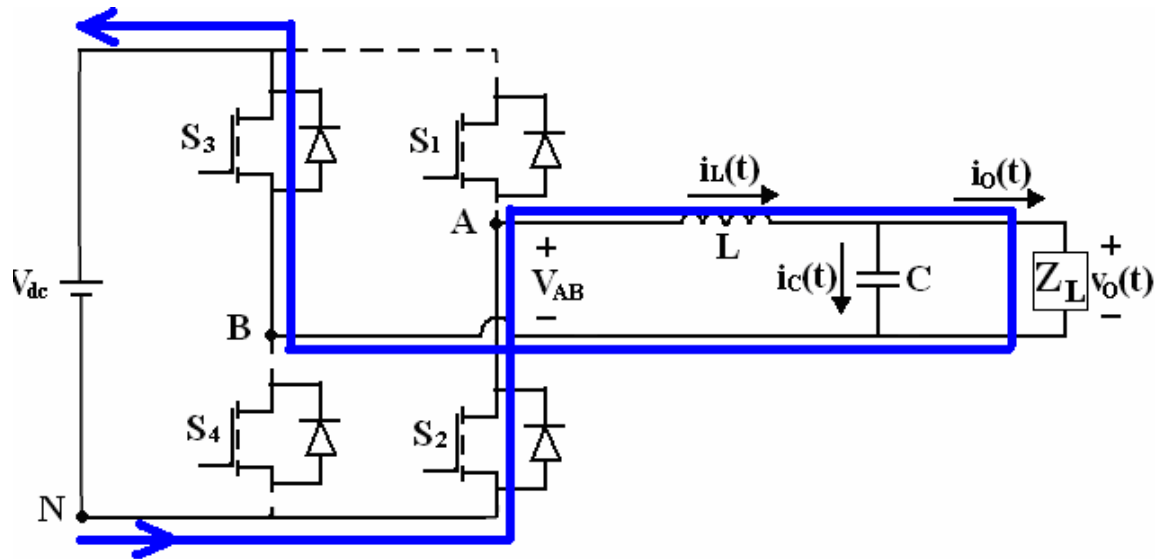 S3
S1
iL(t)
iO(t)
A
+
L
Vdc
VAB
iC(t)
C
ZL
+
vO(t)
−
−
B
S4
S2
N